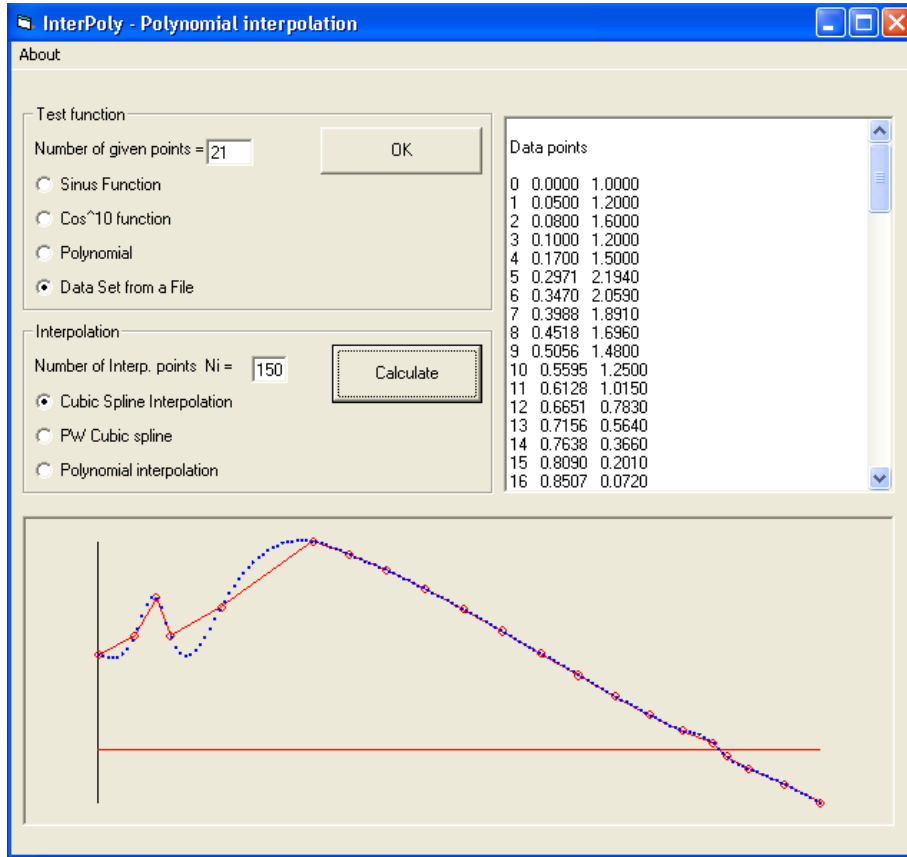 InterPoly - Polynomial interpolation
About
Test function
Number of given points = 21
OK
Sinus Function
Cos^10 function
Polynomial
Data Set from a File
Interpolation
Number of Interp. points Ni = 150
Calculate
Cubic Spline Interpolation
PW Cubic spline
Polynomial interpolation
Data points
0 0.0000 1.0000
1 0.0500 1.2000
2 0.0800 1.6000
3 0.1000 1.2000
4 0.1700 1.5000
5 0.2971 2.1940
6 0.3470 2.0590
7 0.3988 1.8910
8 0.4518 1.6960
9 0.5056 1.4800
10 0.5595 1.2500
11 0.6128 1.0150
12 0.6651 0.7830
13 0.7156 0.5640
14 0.7638 0.3660
15 0.8090 0.2010
16 0.8507 0.0720